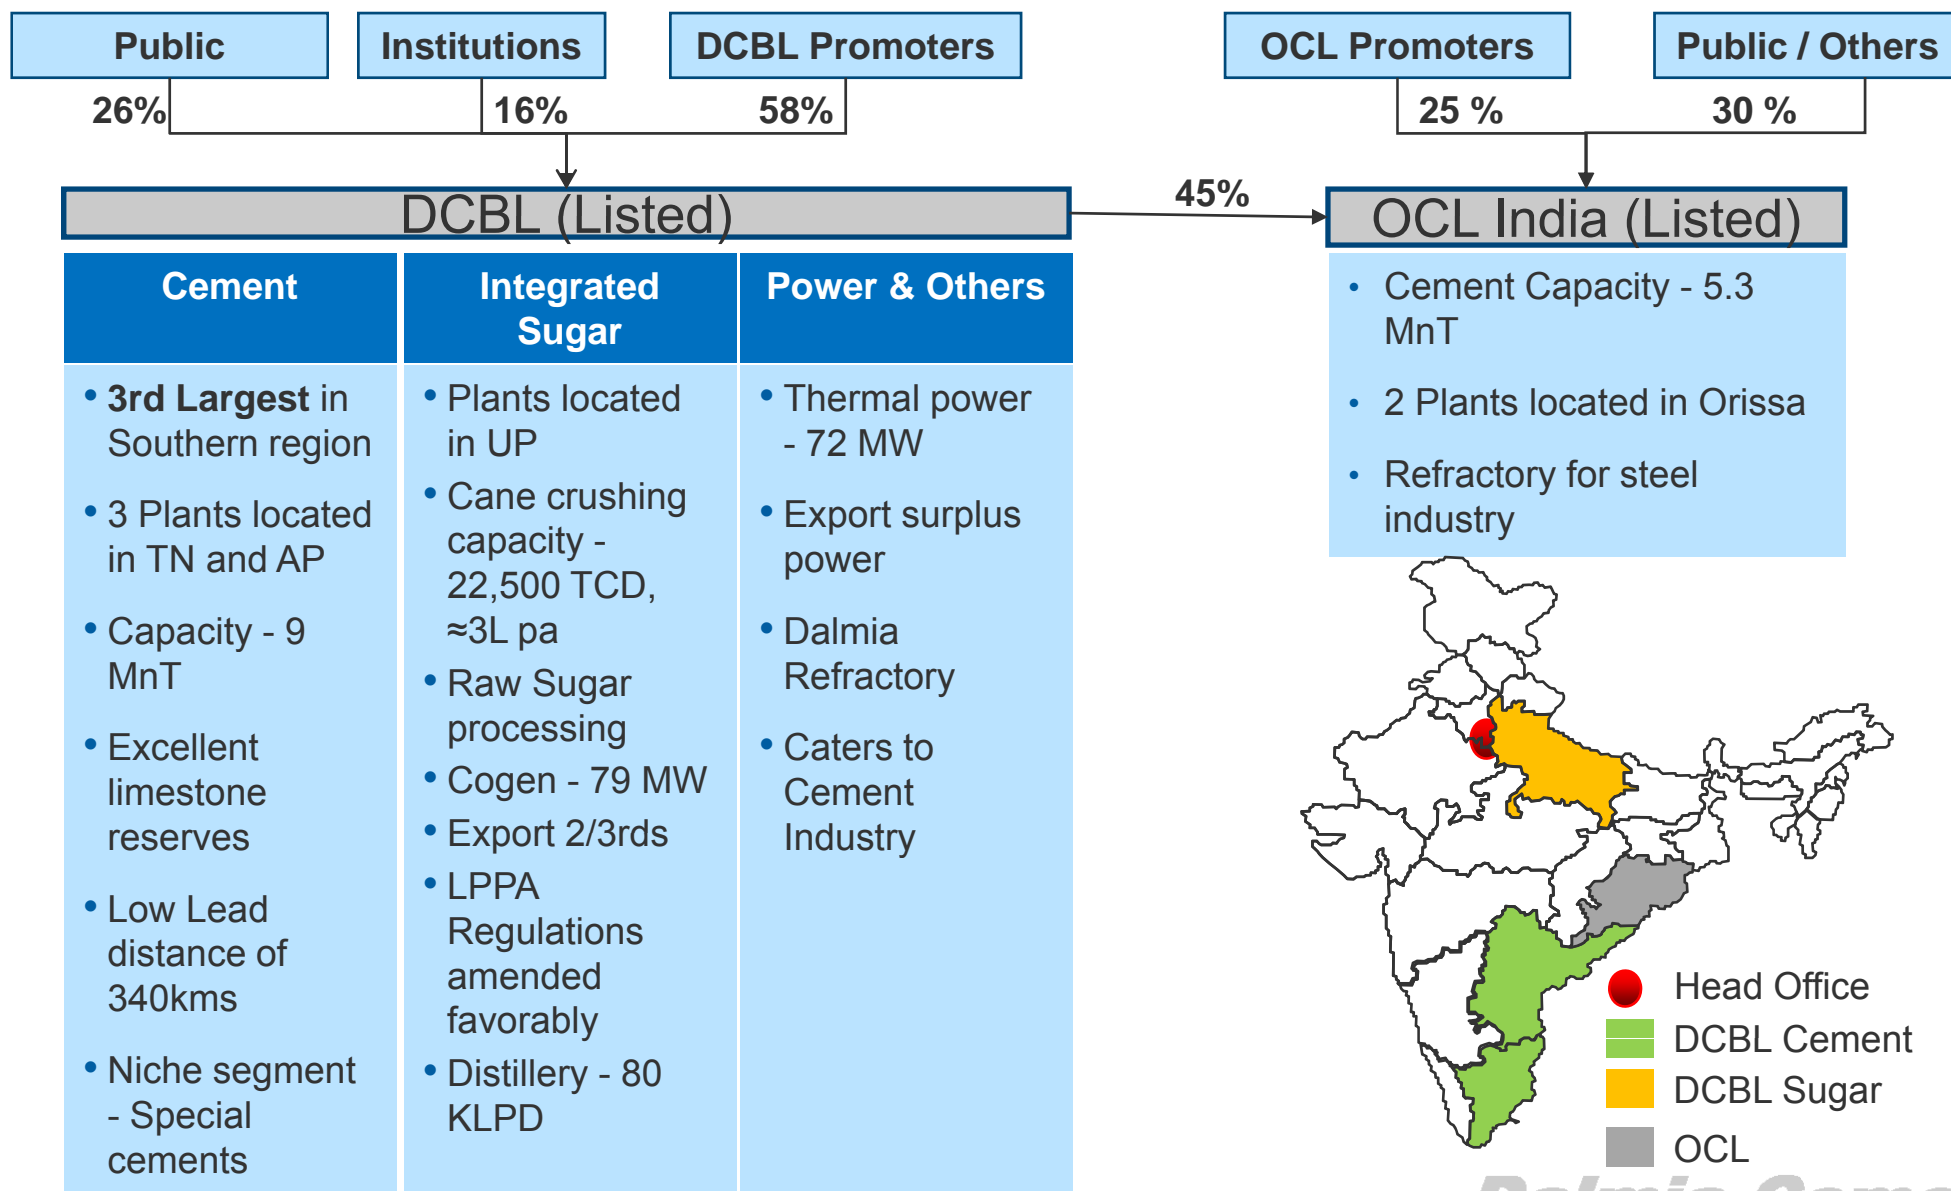 Public
Institutions
DCBL Promoters
OCL Promoters
Public / Others
26%
16%
58%
25 %
30 %
DCBL (Listed)
45%
OCL India (Listed)
Cement
• 3rd Largest in
Southern region
• 3 Plants located
in TN and AP
• Capacity - 9
MnT
• Excellent
limestone
reserves
• Low Lead
distance of
340kms
• Niche segment
- Special
cements
Integrated
Sugar
• Plants located
in UP
• Cane crushing
capacity -
22,500 TCD,
≈3L pa
• Raw Sugar
processing
• Cogen - 79 MW
• Export 2/3rds
• LPPA
Regulations
amended
favorably
• Distillery - 80
KLPD
Power & Others
• Thermal power
- 72 MW
• Export surplus
power
• Dalmia
Refractory
• Caters to
Cement
Industry
• Cement Capacity - 5.3
MnT
• 2 Plants located in Orissa
• Refractory for steel
industry
Head Office
DCBL Cement
DCBL Sugar
OCL